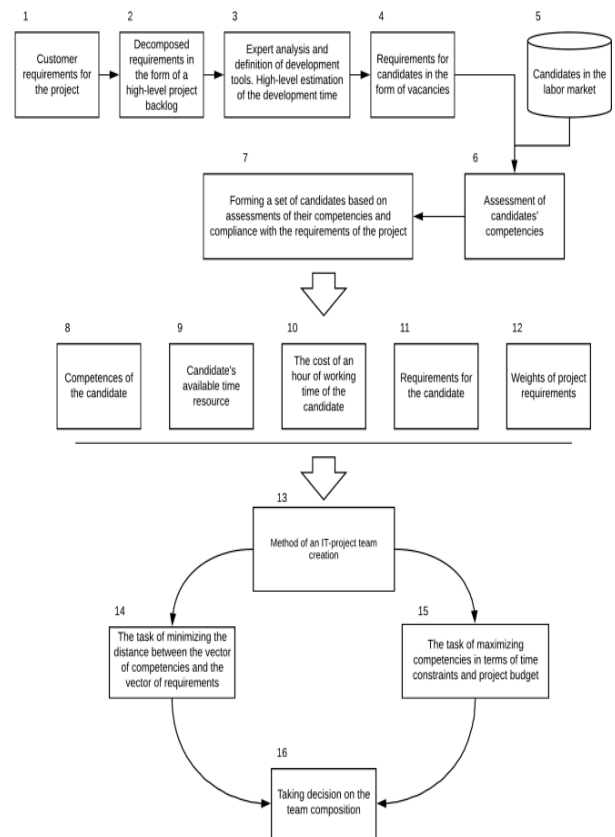 1
Customer
requirements for
the project
2
Decomposed
requirements in
the form of a
high-level project
backlog
3
Expert analysis and
definition of development
tools. High-level estimation
of the development time
4
Requirements for
candidates in the
form of vacancies
5
Candidates in
the labor market
6
Assessment of
candidates'
competencies
7
Forming a set of candidates based on
assessments of their competencies and
compliance with the requirements of the project
8
Competences of
the candidate
9
Candidate's
available time
resource
10
The cost of an
hour of working
time of the
candidate
11
Requirements for
the candidate
12
Weights of project
requirements
13
Method of an IT-project team
creation
14
The task of minimizing the
distance between the vector
of competencies and the
vector of requirements
15
The task of maximizing
competencies in terms of time
constraints and project budget
16
Taking decision on the
team composition